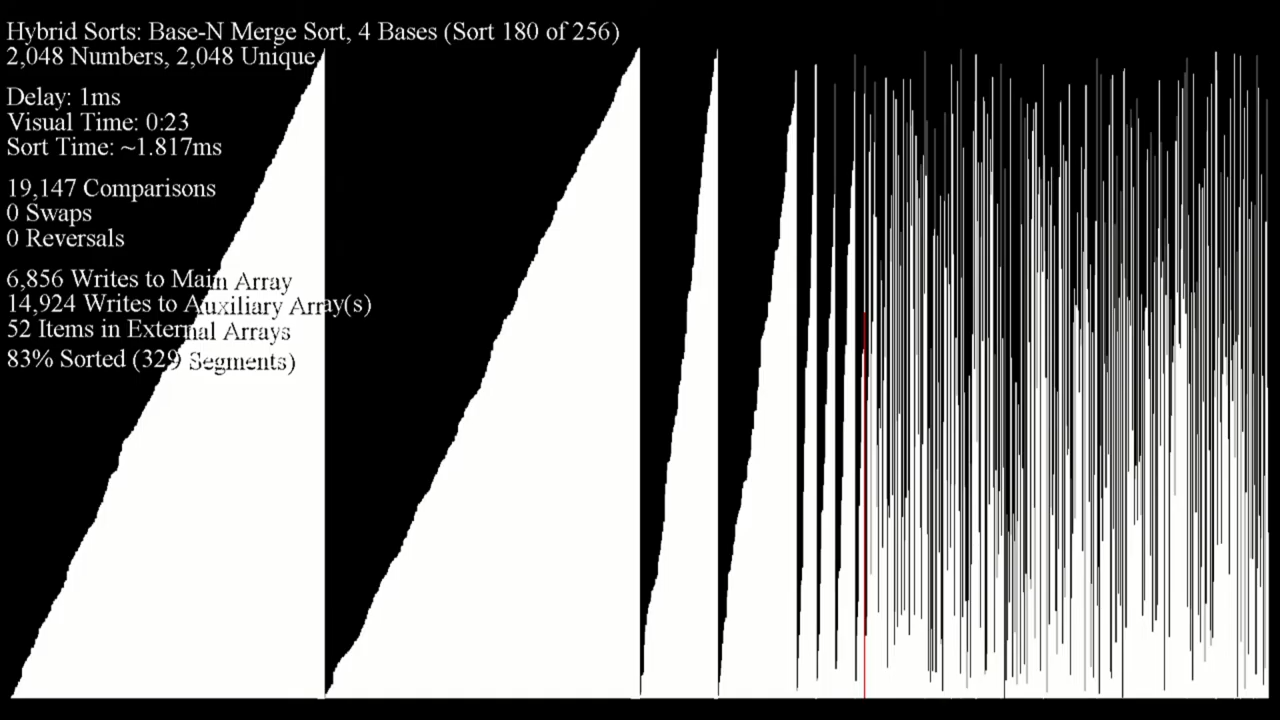 Hybrid Sorts: Base-N Merge Sort, 4 Bases (Sort 180 of 256)
2,048 Numbers, 2,048 Unique
Delay: 1ms
Visual Time: 0:23
Sort Time: ~1.817ms
19,147 Comparisons
0 Swaps
0 Reversals
6,856 Writes to Main Array
14,924 Writes to Auxiliary Array(s)
52 Items in External Arrays
83% Sorted (329 Segments)